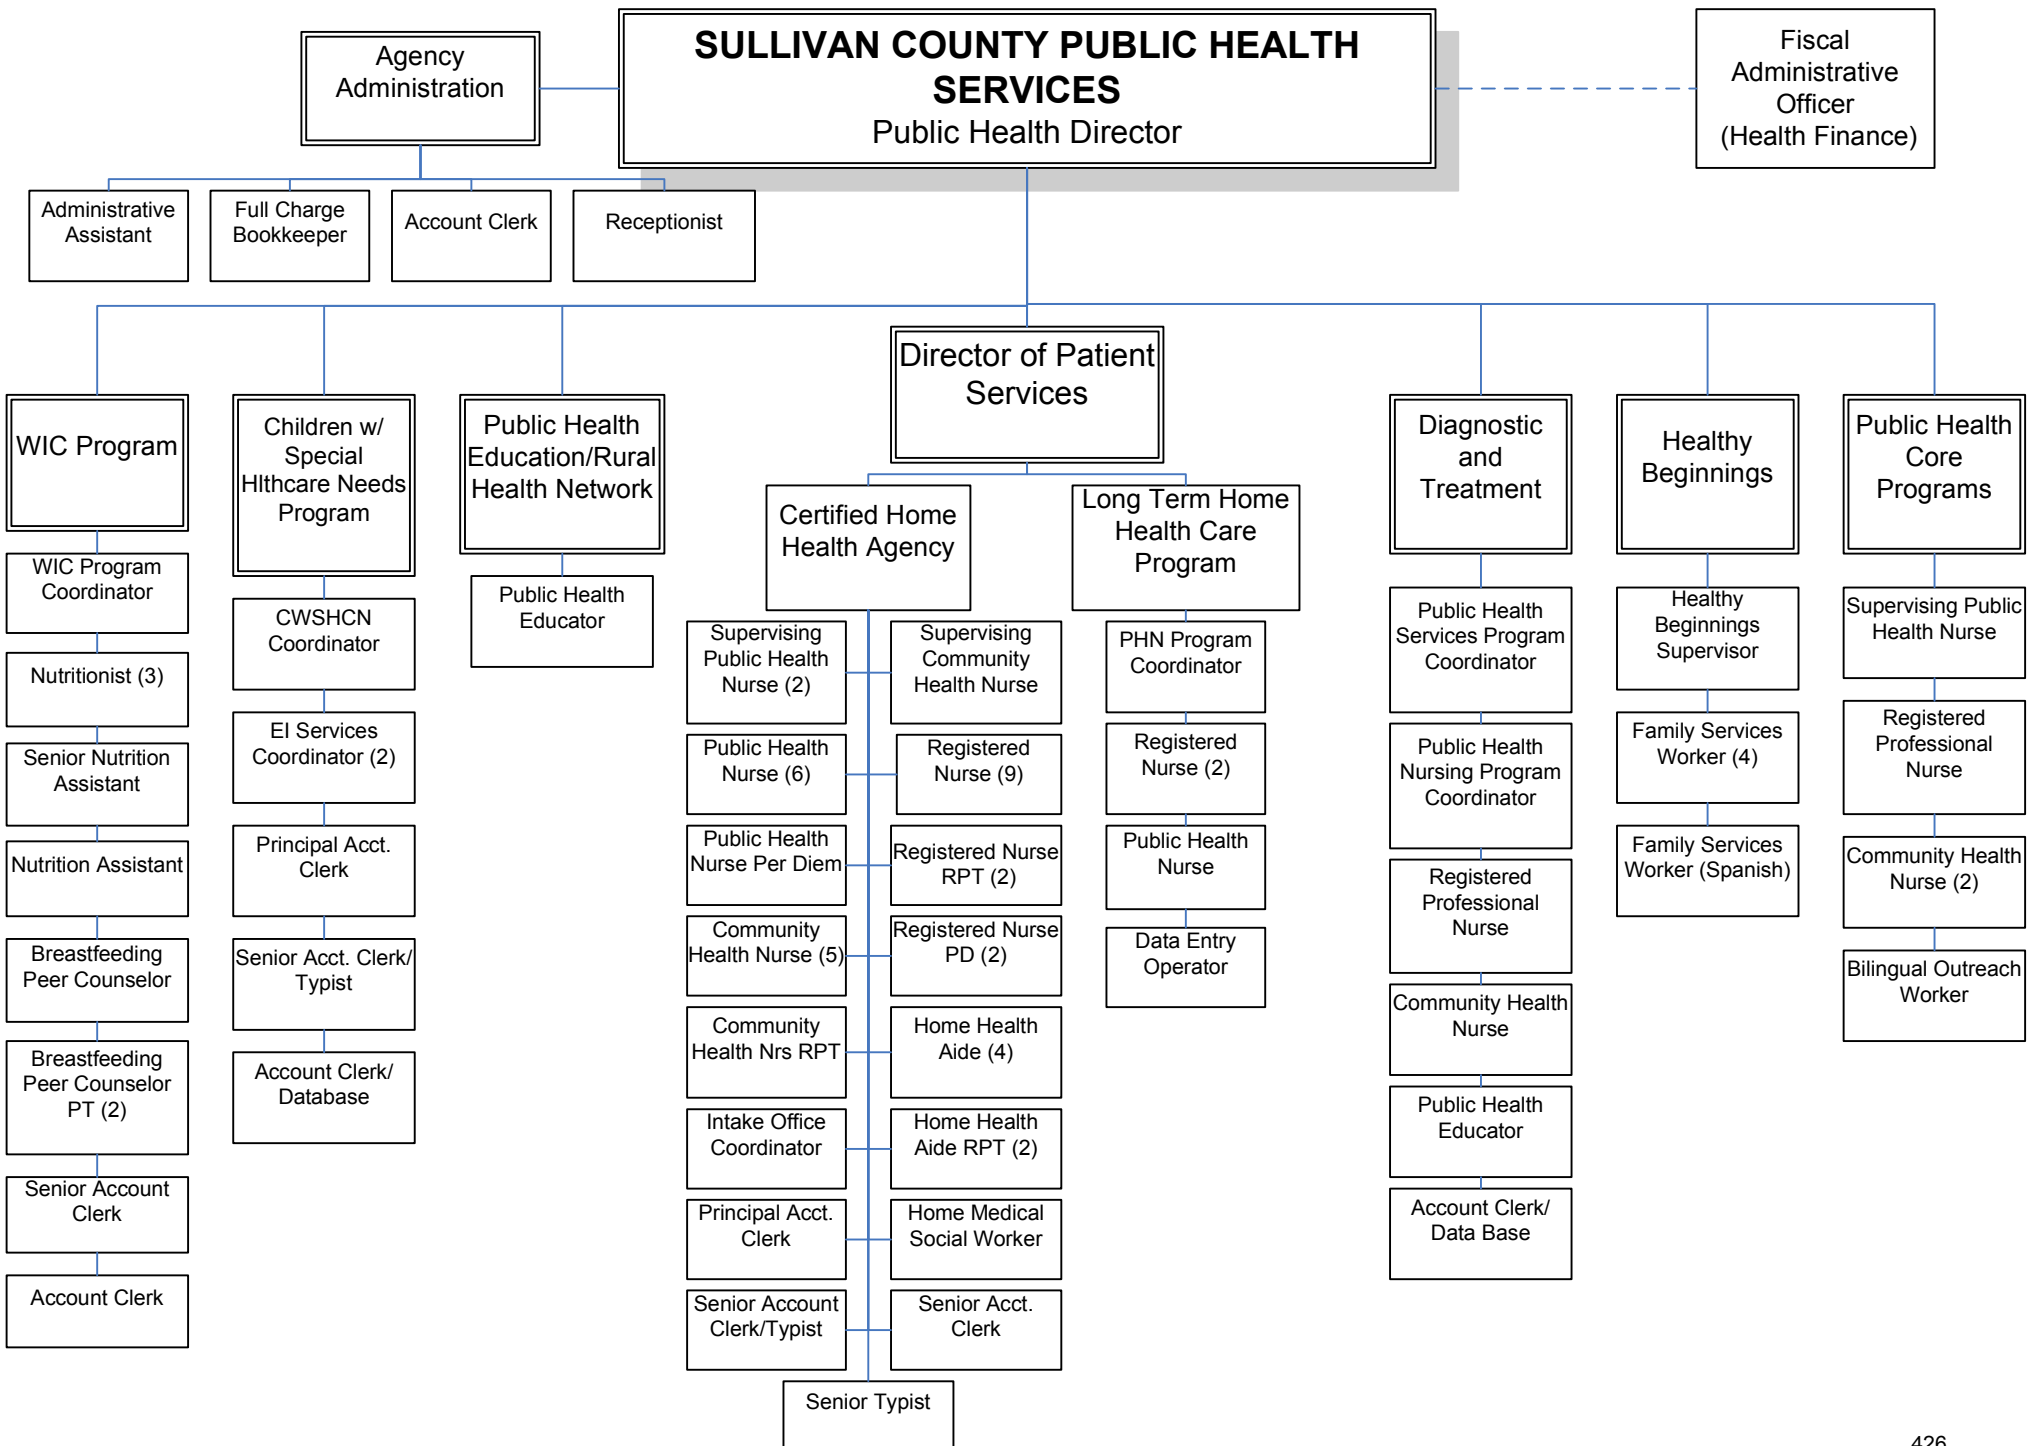 Agency
Administration
SULLIVAN COUNTY PUBLIC HEALTH
SERVICES
Public Health Director
Fiscal
Administrative
Officer
(Health Finance)
Administrative
Assistant
Full Charge
Bookkeeper
Account Clerk
Receptionist
Director of Patient
Services
WIC Program
Children w/
Special
Hlthcare Needs
Program
Public Health
Education/Rural
Health Network
Diagnostic
and
Treatment
Healthy
Beginnings
Public Health
Core
Programs
Certified Home
Health Agency
Long Term Home
Health Care
Program
WIC Program
Coordinator
Nutritionist (3)
Senior Nutrition
Assistant
Nutrition Assistant
Breastfeeding
Peer Counselor
Breastfeeding
Peer Counselor
PT (2)
Senior Account
Clerk
Account Clerk
CWSHCN
Coordinator
EI Services
Coordinator (2)
Principal Acct.
Clerk
Senior Acct. Clerk/
Typist
Account Clerk/
Database
Public Health
Educator
Supervising
Public Health
Nurse (2)
Supervising
Community
Health Nurse
Public Health
Nurse (6)
Registered
Nurse (9)
Public Health
Nurse Per Diem
Registered Nurse
RPT (2)
Community
Health Nurse (5)
Registered Nurse
PD (2)
Community
Health Nrs RPT
Home Health
Aide (4)
Intake Office
Coordinator
Home Health
Aide RPT (2)
Principal Acct.
Clerk
Home Medical
Social Worker
Senior Account
Clerk/Typist
Senior Acct.
Clerk
Senior Typist
PHN Program
Coordinator
Registered
Nurse (2)
Public Health
Nurse
Data Entry
Operator
Public Health
Services Program
Coordinator
Public Health
Nursing Program
Coordinator
Registered
Professional
Nurse
Community Health
Nurse
Public Health
Educator
Account Clerk/
Data Base
Healthy
Beginnings
Supervisor
Family Services
Worker (4)
Family Services
Worker (Spanish)
Supervising Public
Health Nurse
Registered
Professional
Nurse
Community Health
Nurse (2)
Bilingual Outreach
Worker
426